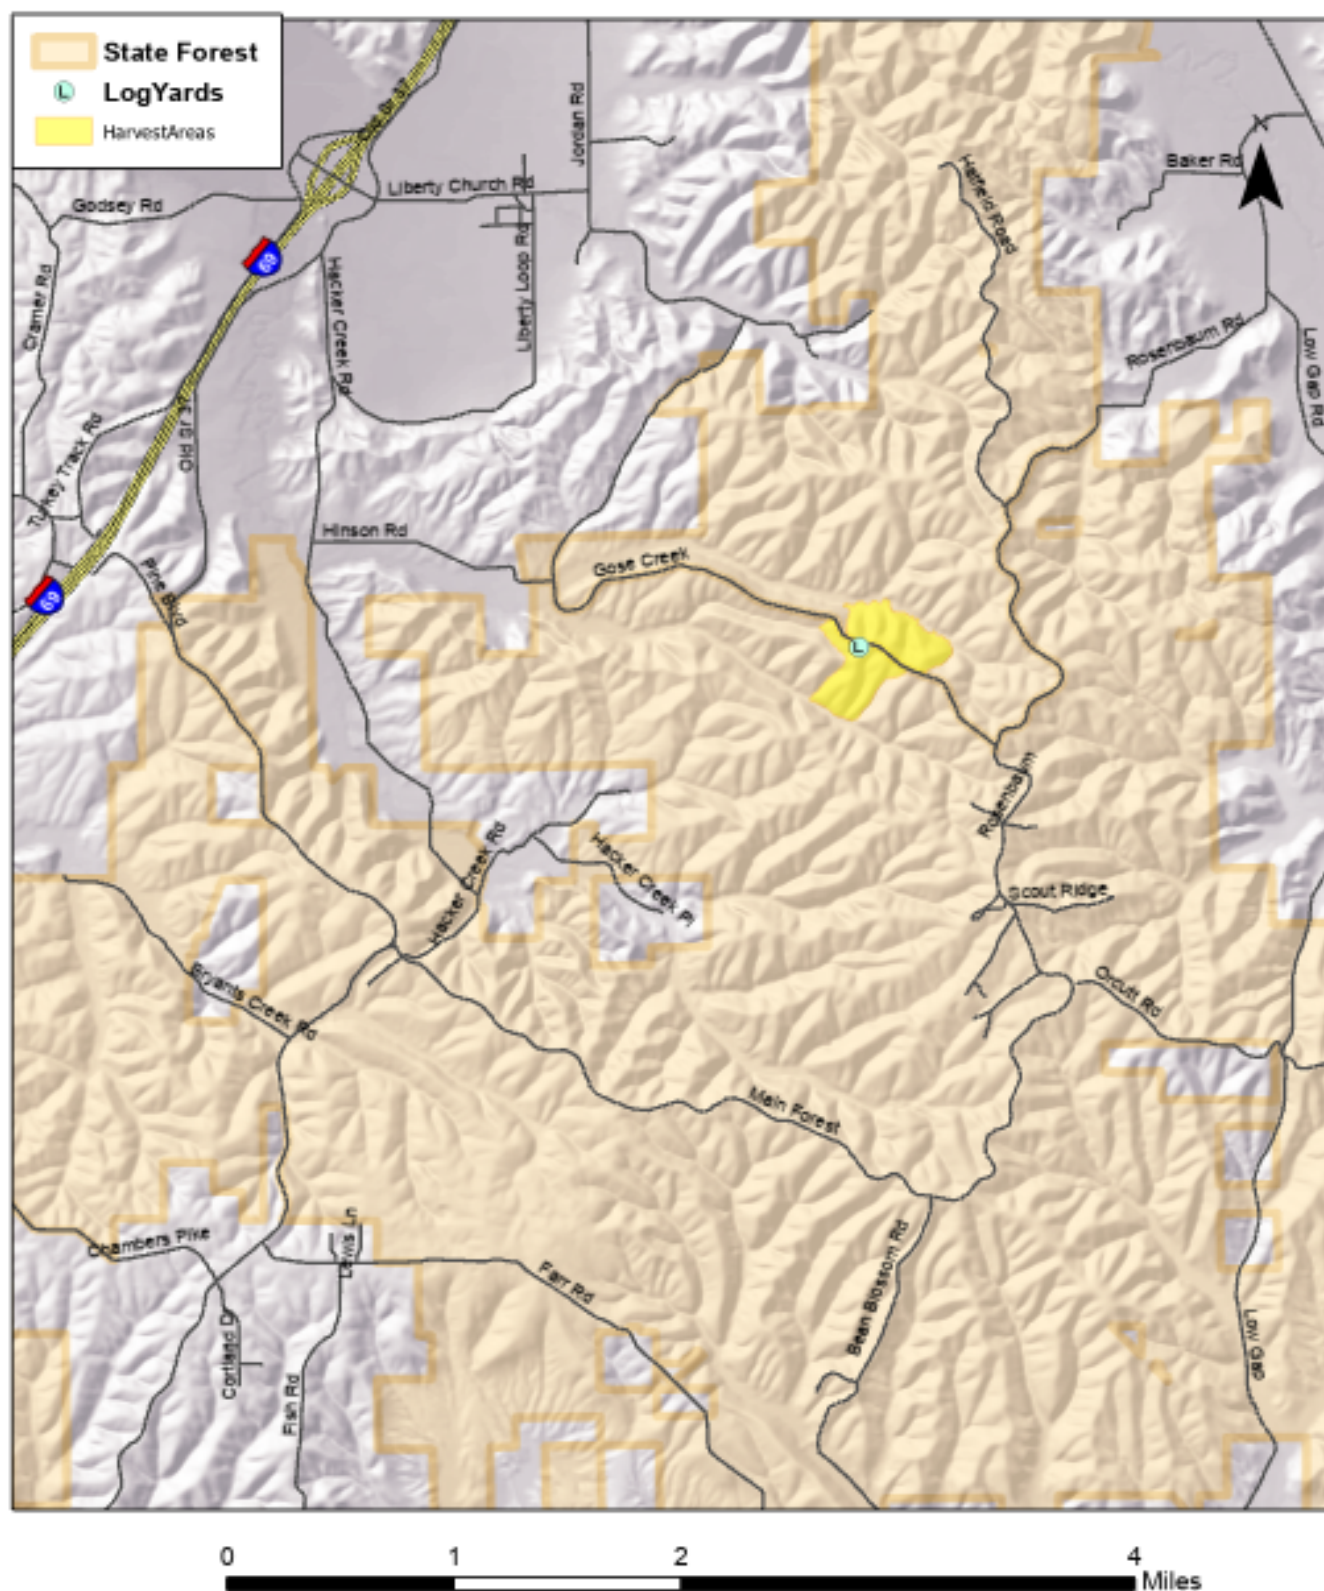 State Forest
L LogYards
HarvestAreas
Jordan Rd
Liberty Church Rd
Godsey Rd
Baker Rd
Hatfield Road
69
Cramer Rd
Hacker Creek Rd
Liberty Loop Rd
Rosenbaum Rd
Low Gap Rd
Turkey Track Rd
Old Sr 37
Hinson Rd
Gose Creek
Pine Blvd
69
L
Rosenbaum
Hacker Creek Rd
Hacker Creek Pl
Scout Ridge
Bryants Creek Rd
Orcutt Rd
Main Forest
Chambers Pike
Lewis Ln
Farr Rd
Bean Blossom Rd
Low Gap
Cortland D
Fish Rd
0 1 2 4
Miles